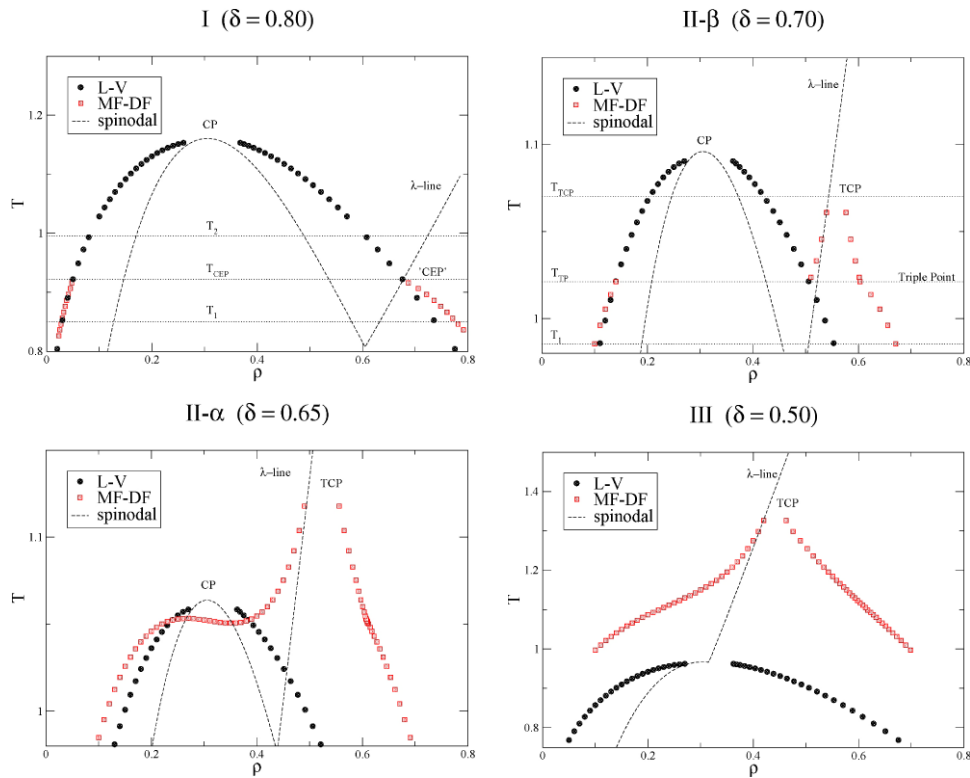 I (δ = 0.80)
L-V
MF-DF
spinodal
CP
λ-line
T₂
T_CEP
'CEP'
T₁
1.2
1
0.8
T
0
0.2
0.4
0.6
0.8
ρ
II-β (δ = 0.70)
L-V
MF-DF
spinodal
λ-line
CP
T_TCP
TCP
T_TP
Triple Point
T₁
1.1
1
T
0
0.2
0.4
0.6
0.8
ρ
II-α (δ = 0.65)
L-V
MF-DF
spinodal
λ-line
TCP
CP
1.1
1
T
0
0.2
0.4
0.6
0.8
ρ
III (δ = 0.50)
L-V
MF-DF
spinodal
λ-line
TCP
1.4
1.2
1
0.8
T
0
0.2
0.4
0.6
0.8
ρ